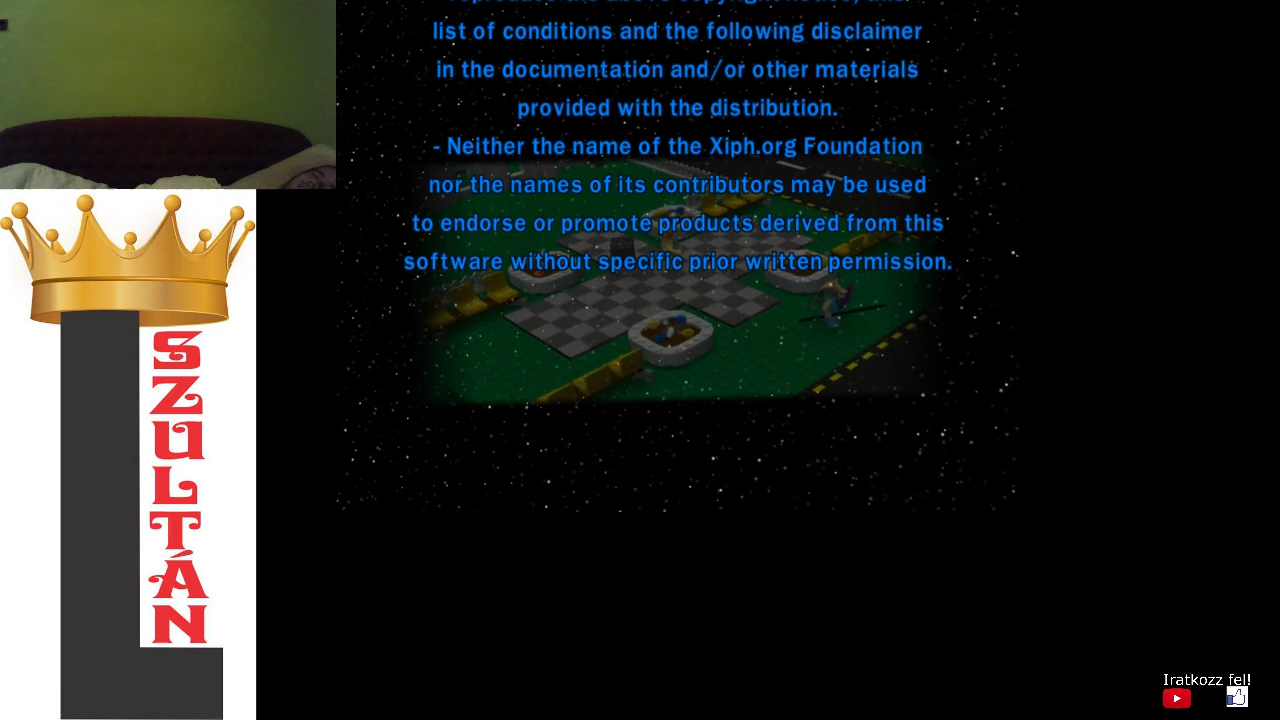 list of conditions and the following disclaimer
in the documentation and/or other materials
provided with the distribution.
- Neither the name of the Xiph.org Foundation
nor the names of its contributors may be used
to endorse or promote products derived from this
software without specific prior written permission.
L
SZULTÁN
Iratkozz fel!